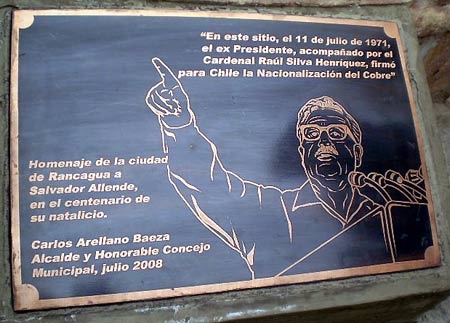 “En este sitio, el 11 de julio de 1971,
el ex Presidente, acompañado por el
Cardenal Raúl Silva Henríquez, firmó
para Chile la Nacionalización del Cobre”
Homenaje de la ciudad
de Rancagua a
Salvador Allende,
en el centenario de
su natalicio.
Carlos Arellano Baeza
Alcalde y Honorable Concejo
Municipal, julio 2008